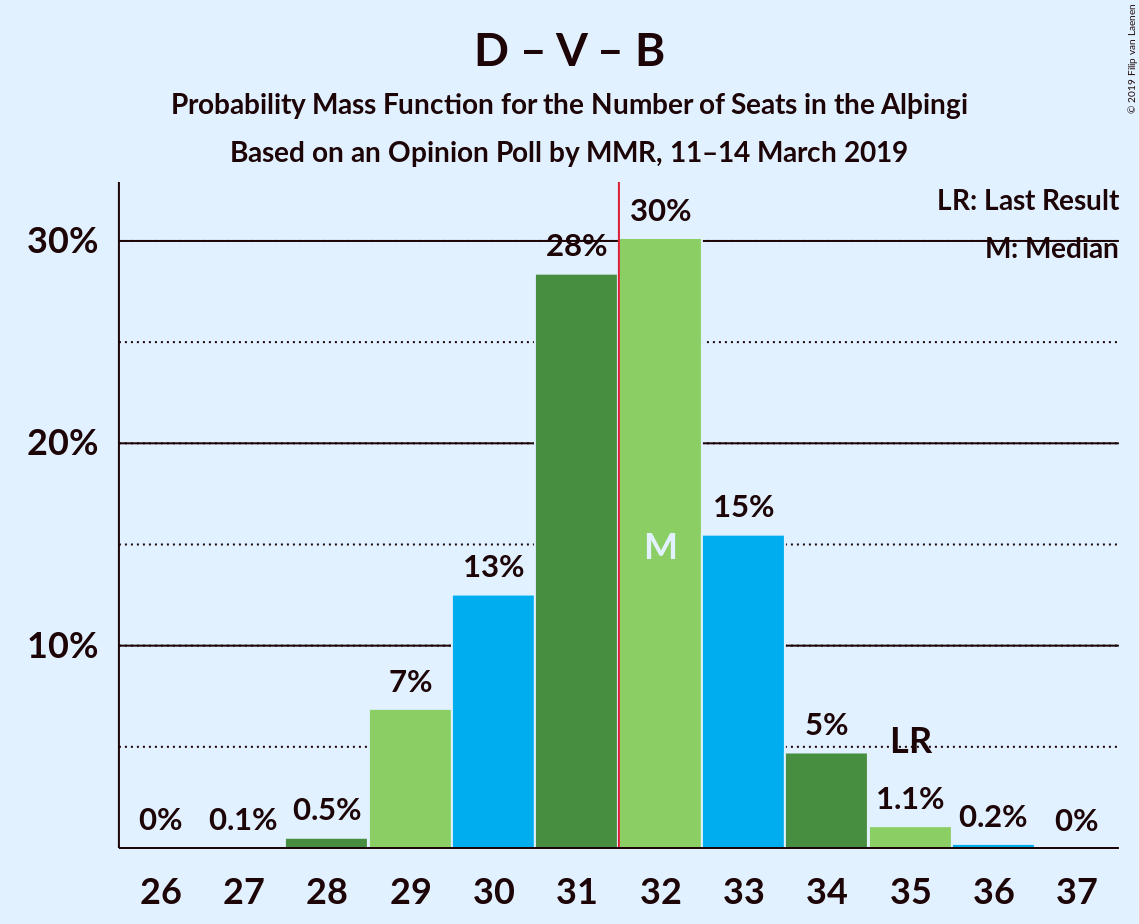 D – V – B
Probability Mass Function for the Number of Seats in the Alþingi
Based on an Opinion Poll by MMR, 11–14 March 2019
© 2019 Filip van Laenen
LR: Last Result
M: Median
30%
20%
10%
0%
0.1%
0.5%
7%
13%
28%
30%
15%
5%
1.1%
0.2%
0%
M
LR
26 27 28 29 30 31 32 33 34 35 36 37